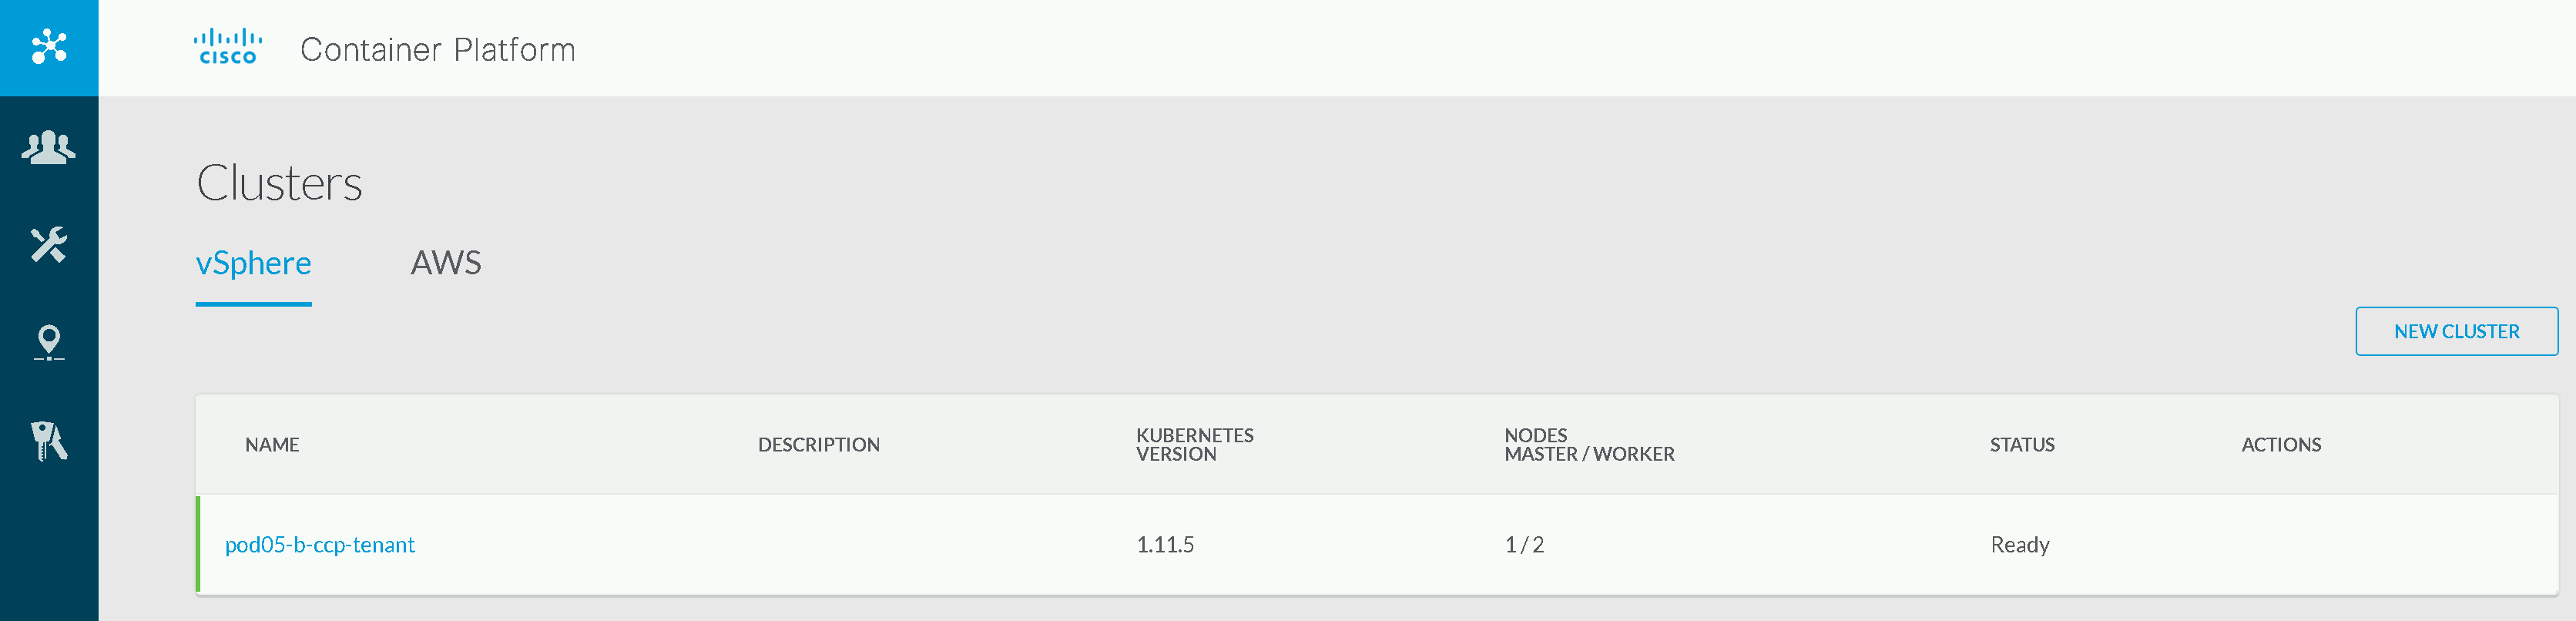 CISCO Container Platform
Clusters
vSphere AWS
NEW CLUSTER
NAME DESCRIPTION KUBERNETES VERSION NODES MASTER / WORKER STATUS ACTIONS
pod05-b-ccp-tenant 1.11.5 1 / 2 Ready